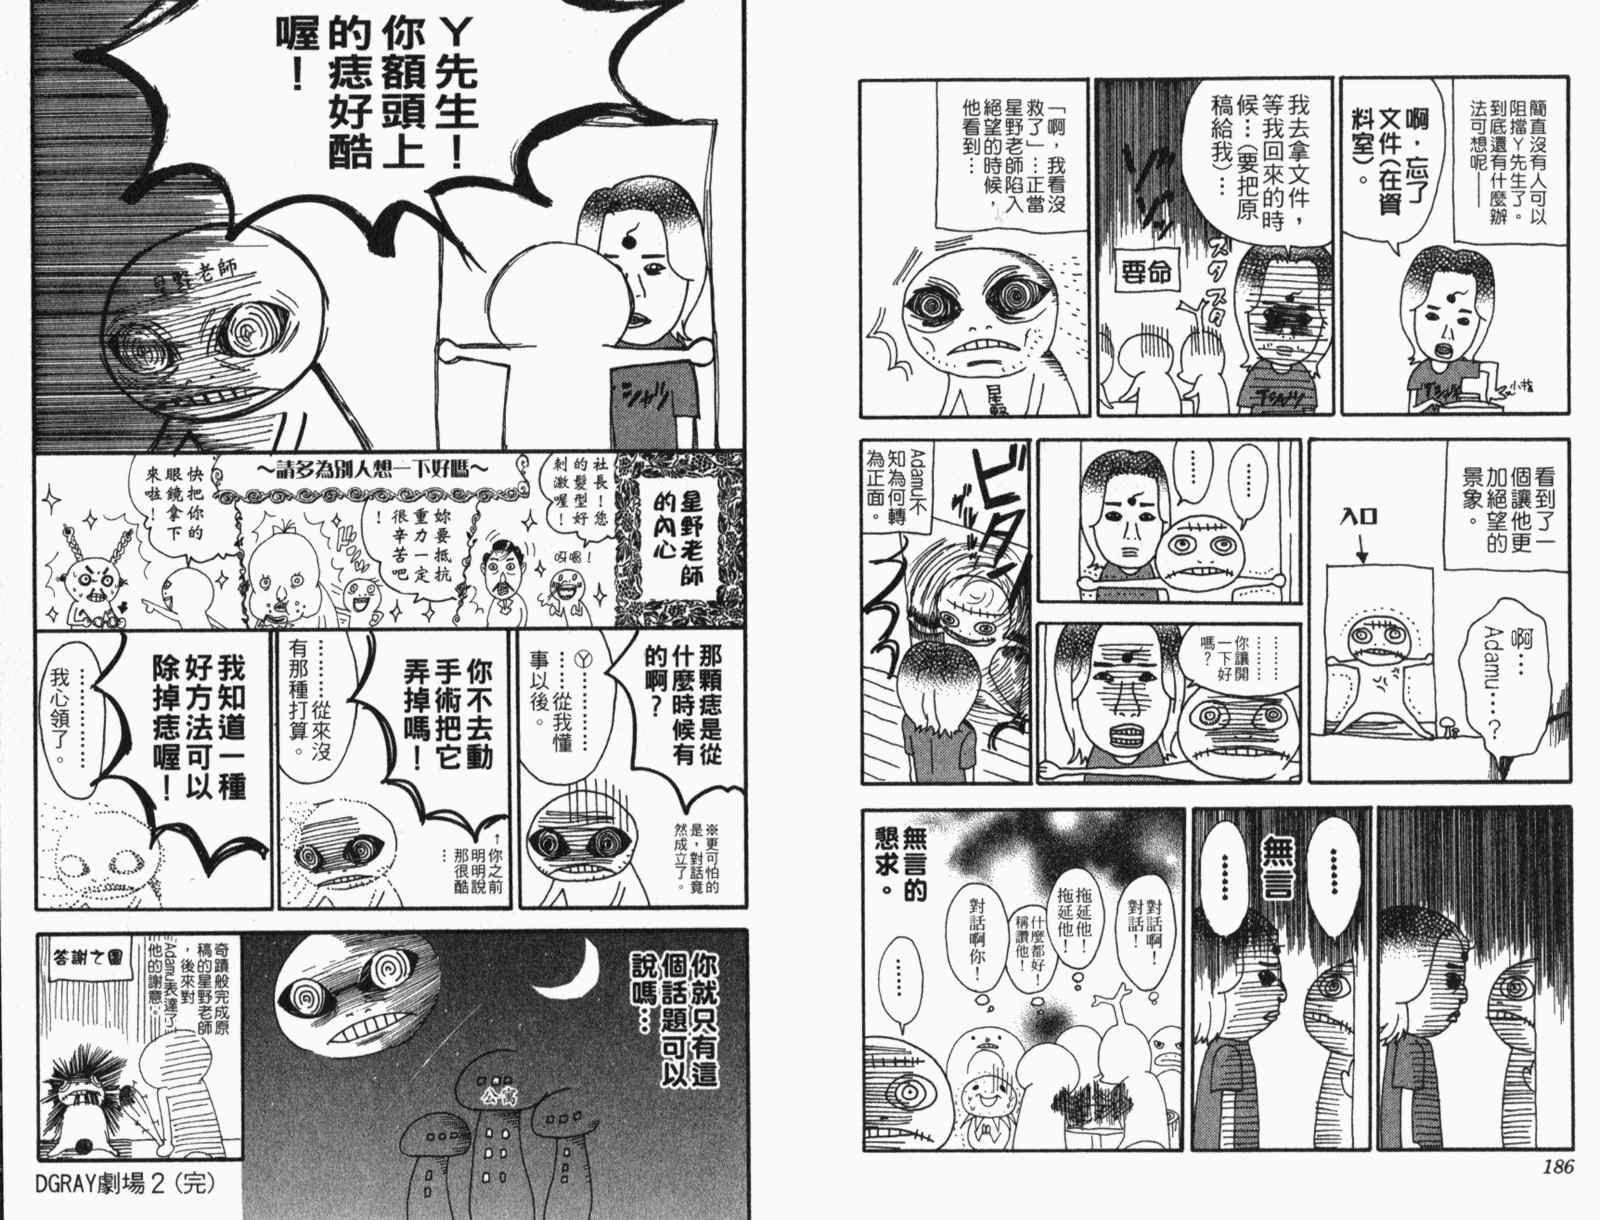 簡直沒有人可以
阻擋Y先生了。
到底還有什麼辦
法可想呢——
啊，忘了
文件（在資
料室）。
我去拿文件，
等我回來的時
候…（要把原
稿給我）…
スタスタ
要命
ゾゾ
「啊，我看沒
救了」…正當
星野老師陷入
絕望的時候，
他看到…
星野
看到了一
個讓他更
加絕望的
景象。
入口
啊…
Adamu…？
……
……
…………
…………
你讓開
一下好
嗎？
Adamu不
知為何轉
為正面。
ビタン
……
無言
……
無言的
懇求。
對話啊！
對話！
拖延他！
拖延他！
什麼都好！
稱讚他！
對話啊你！
……
186
Y先生！
你額頭上
的痣好酷
喔！
星野老師
シャツ
星野老師
的內心
～請多為別人想一下好嗎～
社長！您
的髮型好
刺激喔！
妳要抵抗
重力一定
很辛苦吧
！
快把你的
眼鏡拿下
來啦！
那顆痣是從
什麼時候有
的啊？
Ⓨ…………
……從我懂
事以後。
※更可怕的
是，對話竟
然成立了。
你不去動
手術把它
弄掉嗎！
………從來沒
有那種打算。
↑你之前
明明說
那很酷
…
我知道一種
好方法可以
除掉痣喔！
…………
我心領了。
你就只有這
個話題可以
說嗎…
公寓
奇蹟般完成原
稿的星野老師
，後來對
Adamu表達了
他的謝意…
答謝之圖
DGRAY劇場2（完）